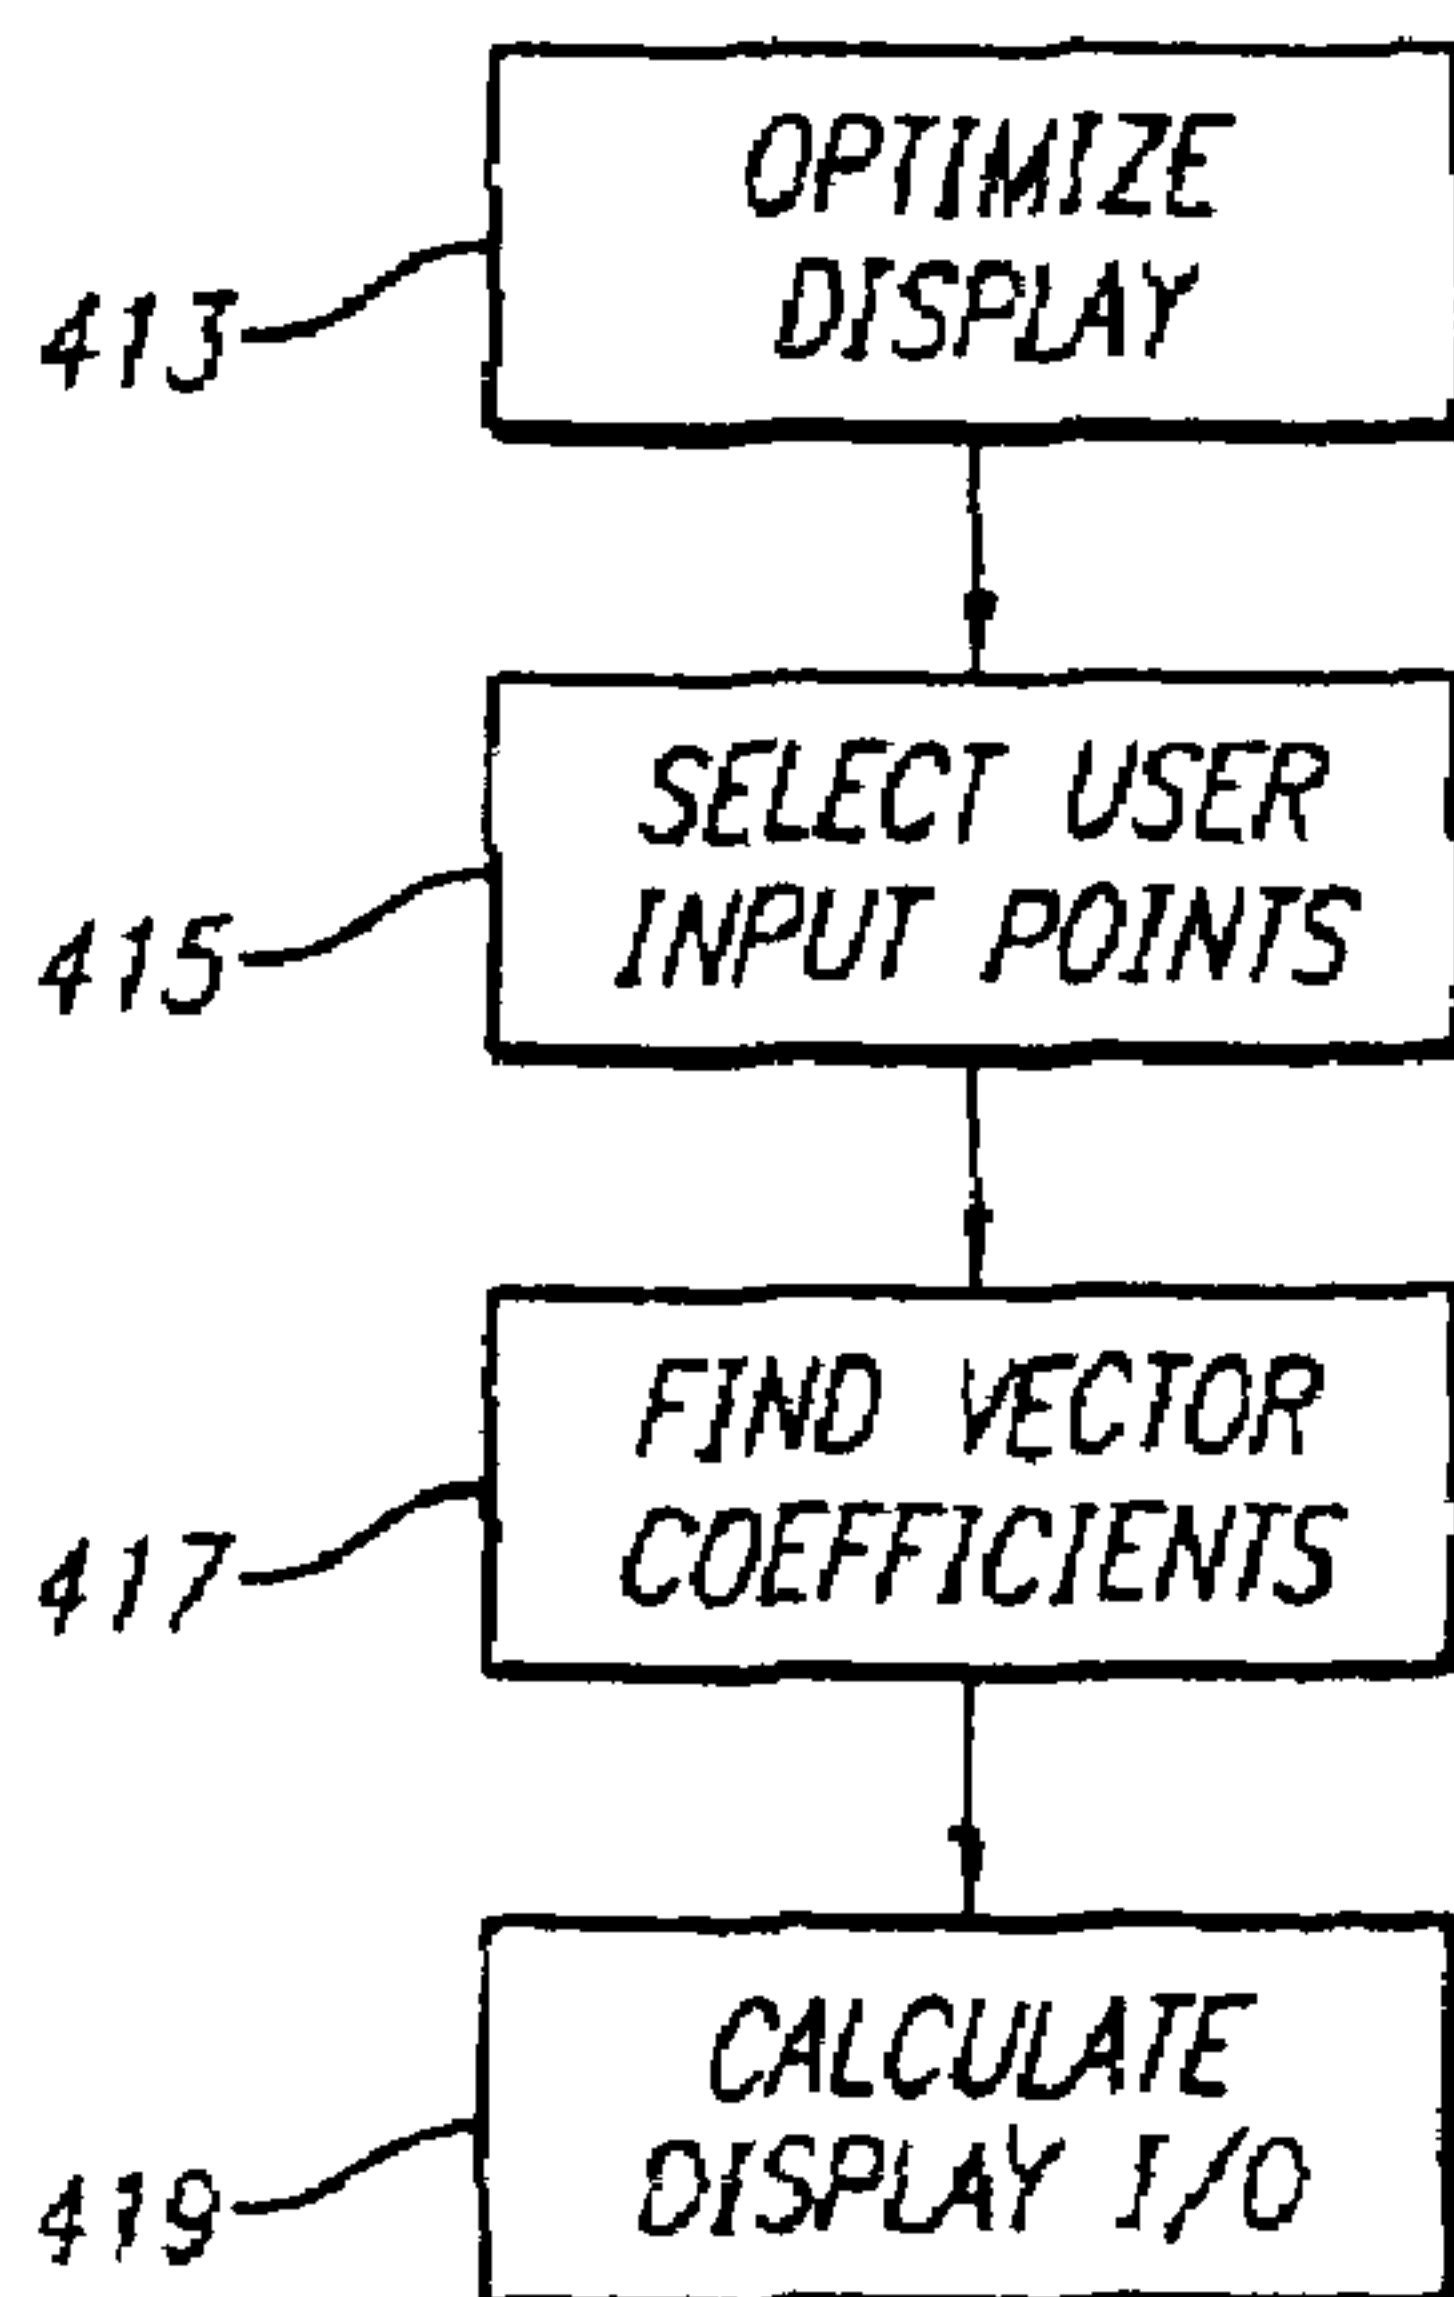 OPTIMIZE
DISPLAY
413
SELECT USER
INPUT POINTS
415
FIND VECTOR
COEFFICIENTS
417
CALCULATE
DISPLAY I/O
419